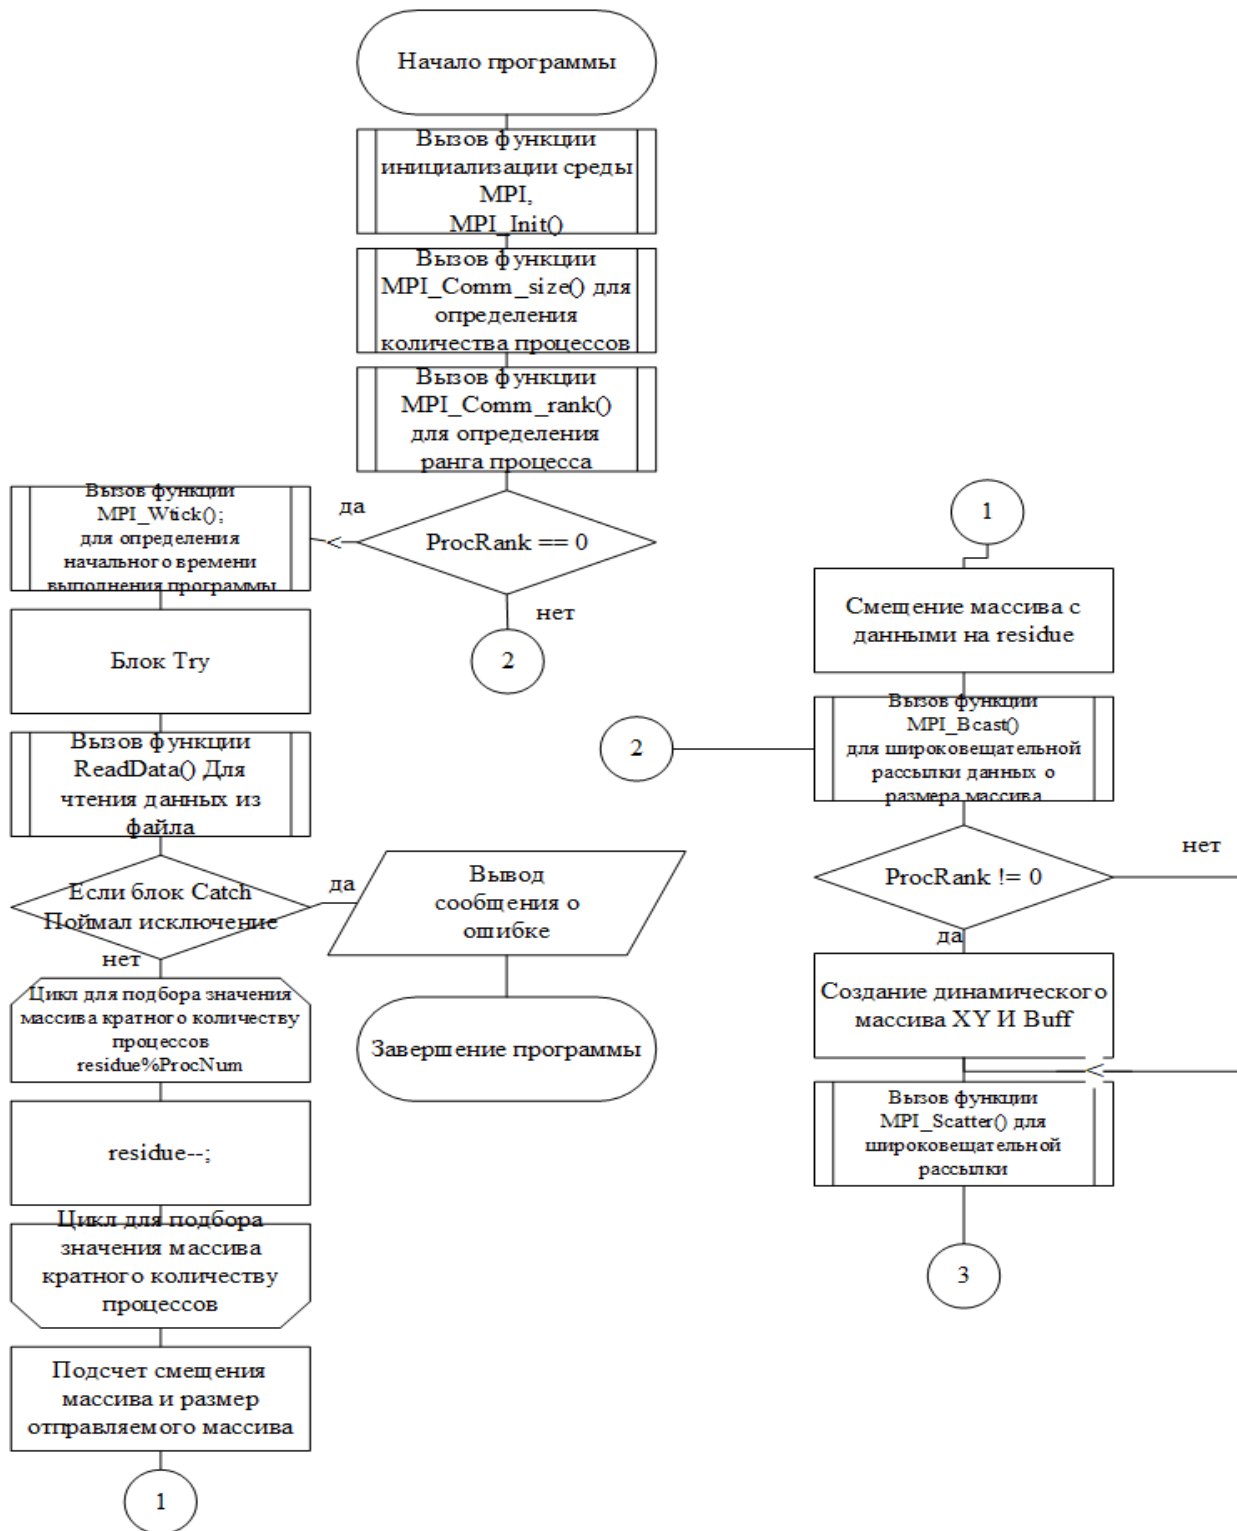 Начало программы
Вызов функции
инициализации среды
MPI,
MPI_Init()
Вызов функции
MPI_Comm_size() для
определения
количества процессов
Вызов функции
MPI_Comm_rank()
для определения
ранга процесса
ProcRank == 0
да
нет
2
Вызов функции
MPI_Wtick();
для определения
начального времени
выполнения программы
Блок Try
Вызов функции
ReadData() Для
чтения данных из
файла
Если блок Catch
Поймал исключение
да
нет
Вывод
сообщения о
ошибке
Завершение программы
Цикл для подбора значения
массива кратного количеству
процессов
residue%ProcNum
residue--;
Цикл для подбора
значения массива
кратного количеству
процессов
Подсчет смещения
массива и размер
отправляемого массива
1
1
Смещение массива с
данными на residue
2
Вызов функции
MPI_Bcast()
для широковещательной
рассылки данных о
размера массива
ProcRank != 0
нет
да
Создание динамического
массива XY И Buff
Вызов функции
MPI_Scatter() для
широковещательной
рассылки
3